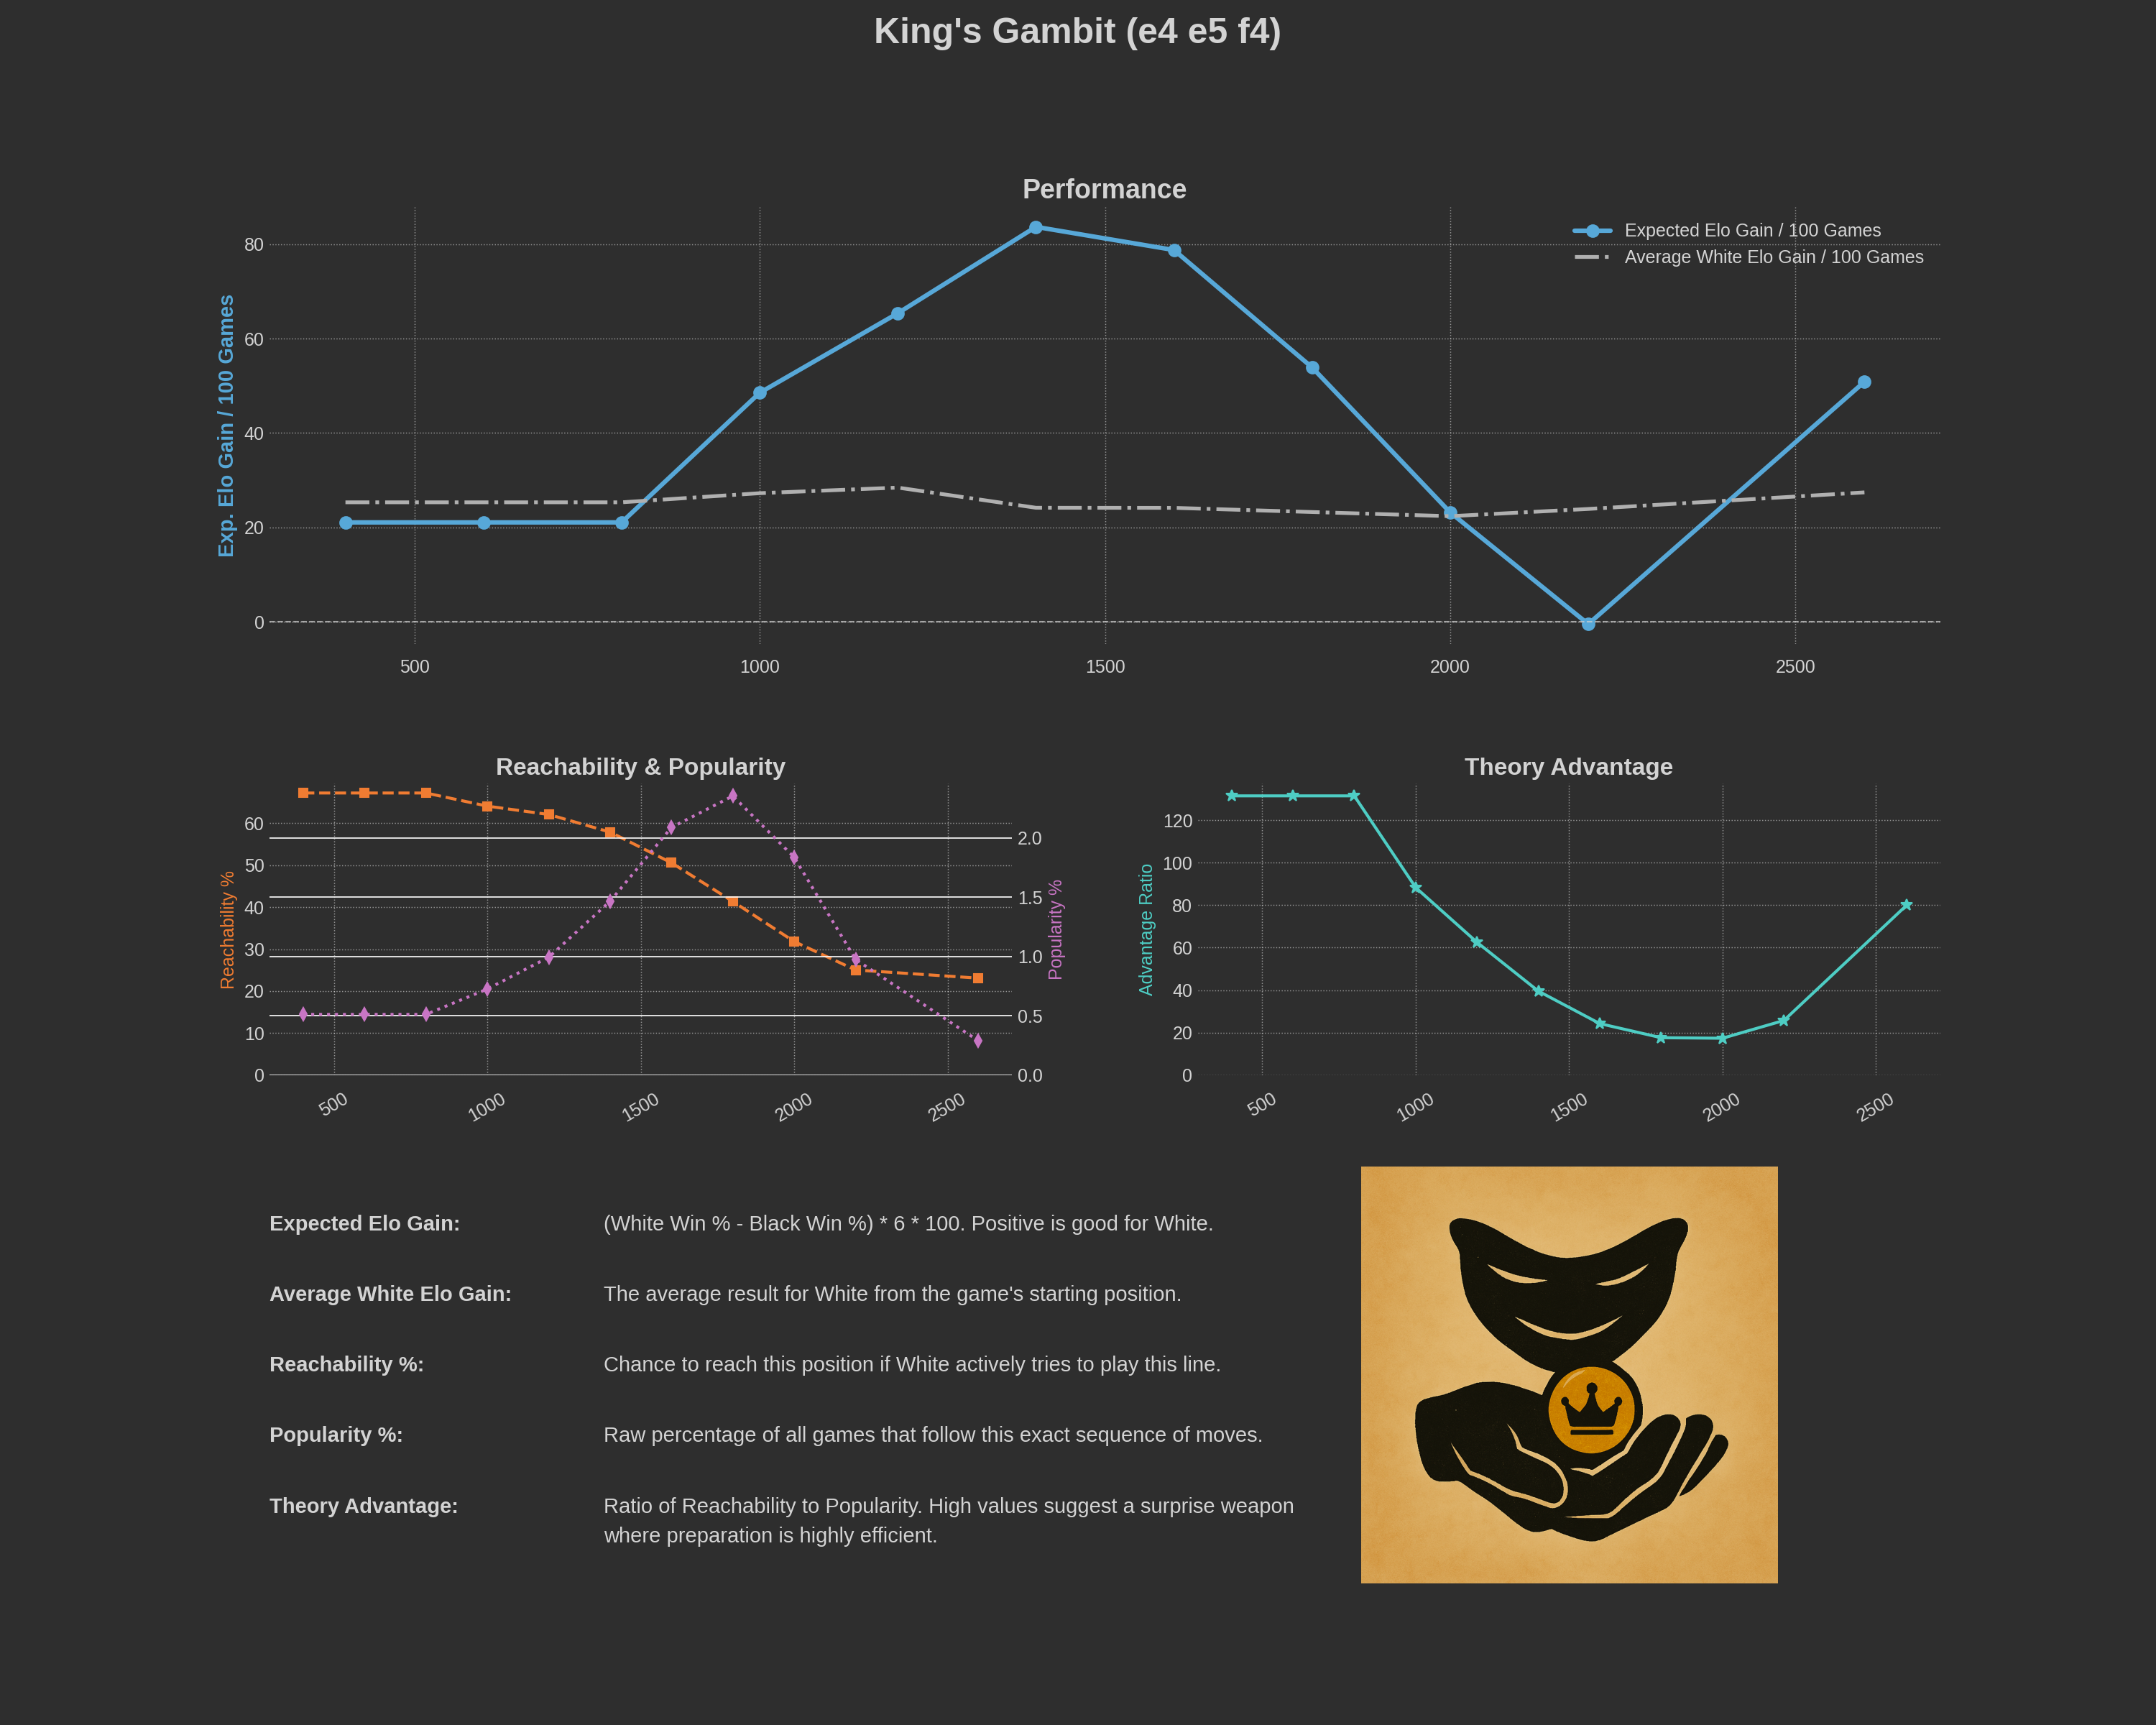 King's Gambit (e4 e5 f4)
Performance
Exp. Elo Gain / 100 Games
80
60
40
20
0
500 1000 1500 2000 2500
Expected Elo Gain / 100 Games
Average White Elo Gain / 100 Games
Reachability & Popularity
Reachability %
60
50
40
30
20
10
0
2.0
1.5
1.0
0.5
0.0
Popularity %
500 1000 1500 2000 2500
Theory Advantage
Advantage Ratio
120
100
80
60
40
20
0
500 1000 1500 2000 2500
Expected Elo Gain: (White Win % - Black Win %) * 6 * 100. Positive is good for White.
Average White Elo Gain: The average result for White from the game's starting position.
Reachability %: Chance to reach this position if White actively tries to play this line.
Popularity %: Raw percentage of all games that follow this exact sequence of moves.
Theory Advantage: Ratio of Reachability to Popularity. High values suggest a surprise weapon
where preparation is highly efficient.